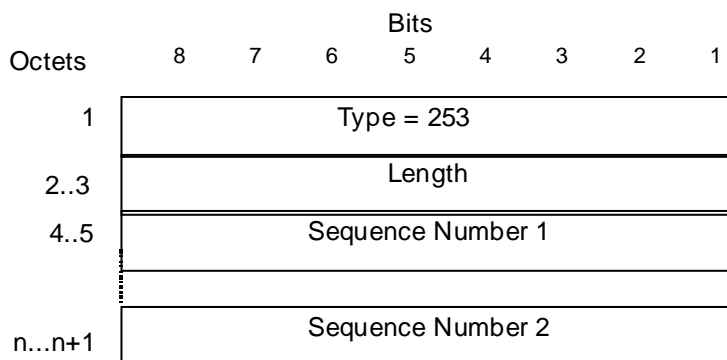 Bits
Octets 8 7 6 5 4 3 2 1
1 Type = 253
2..3 Length
4..5 Sequence Number 1
n...n+1 Sequence Number 2